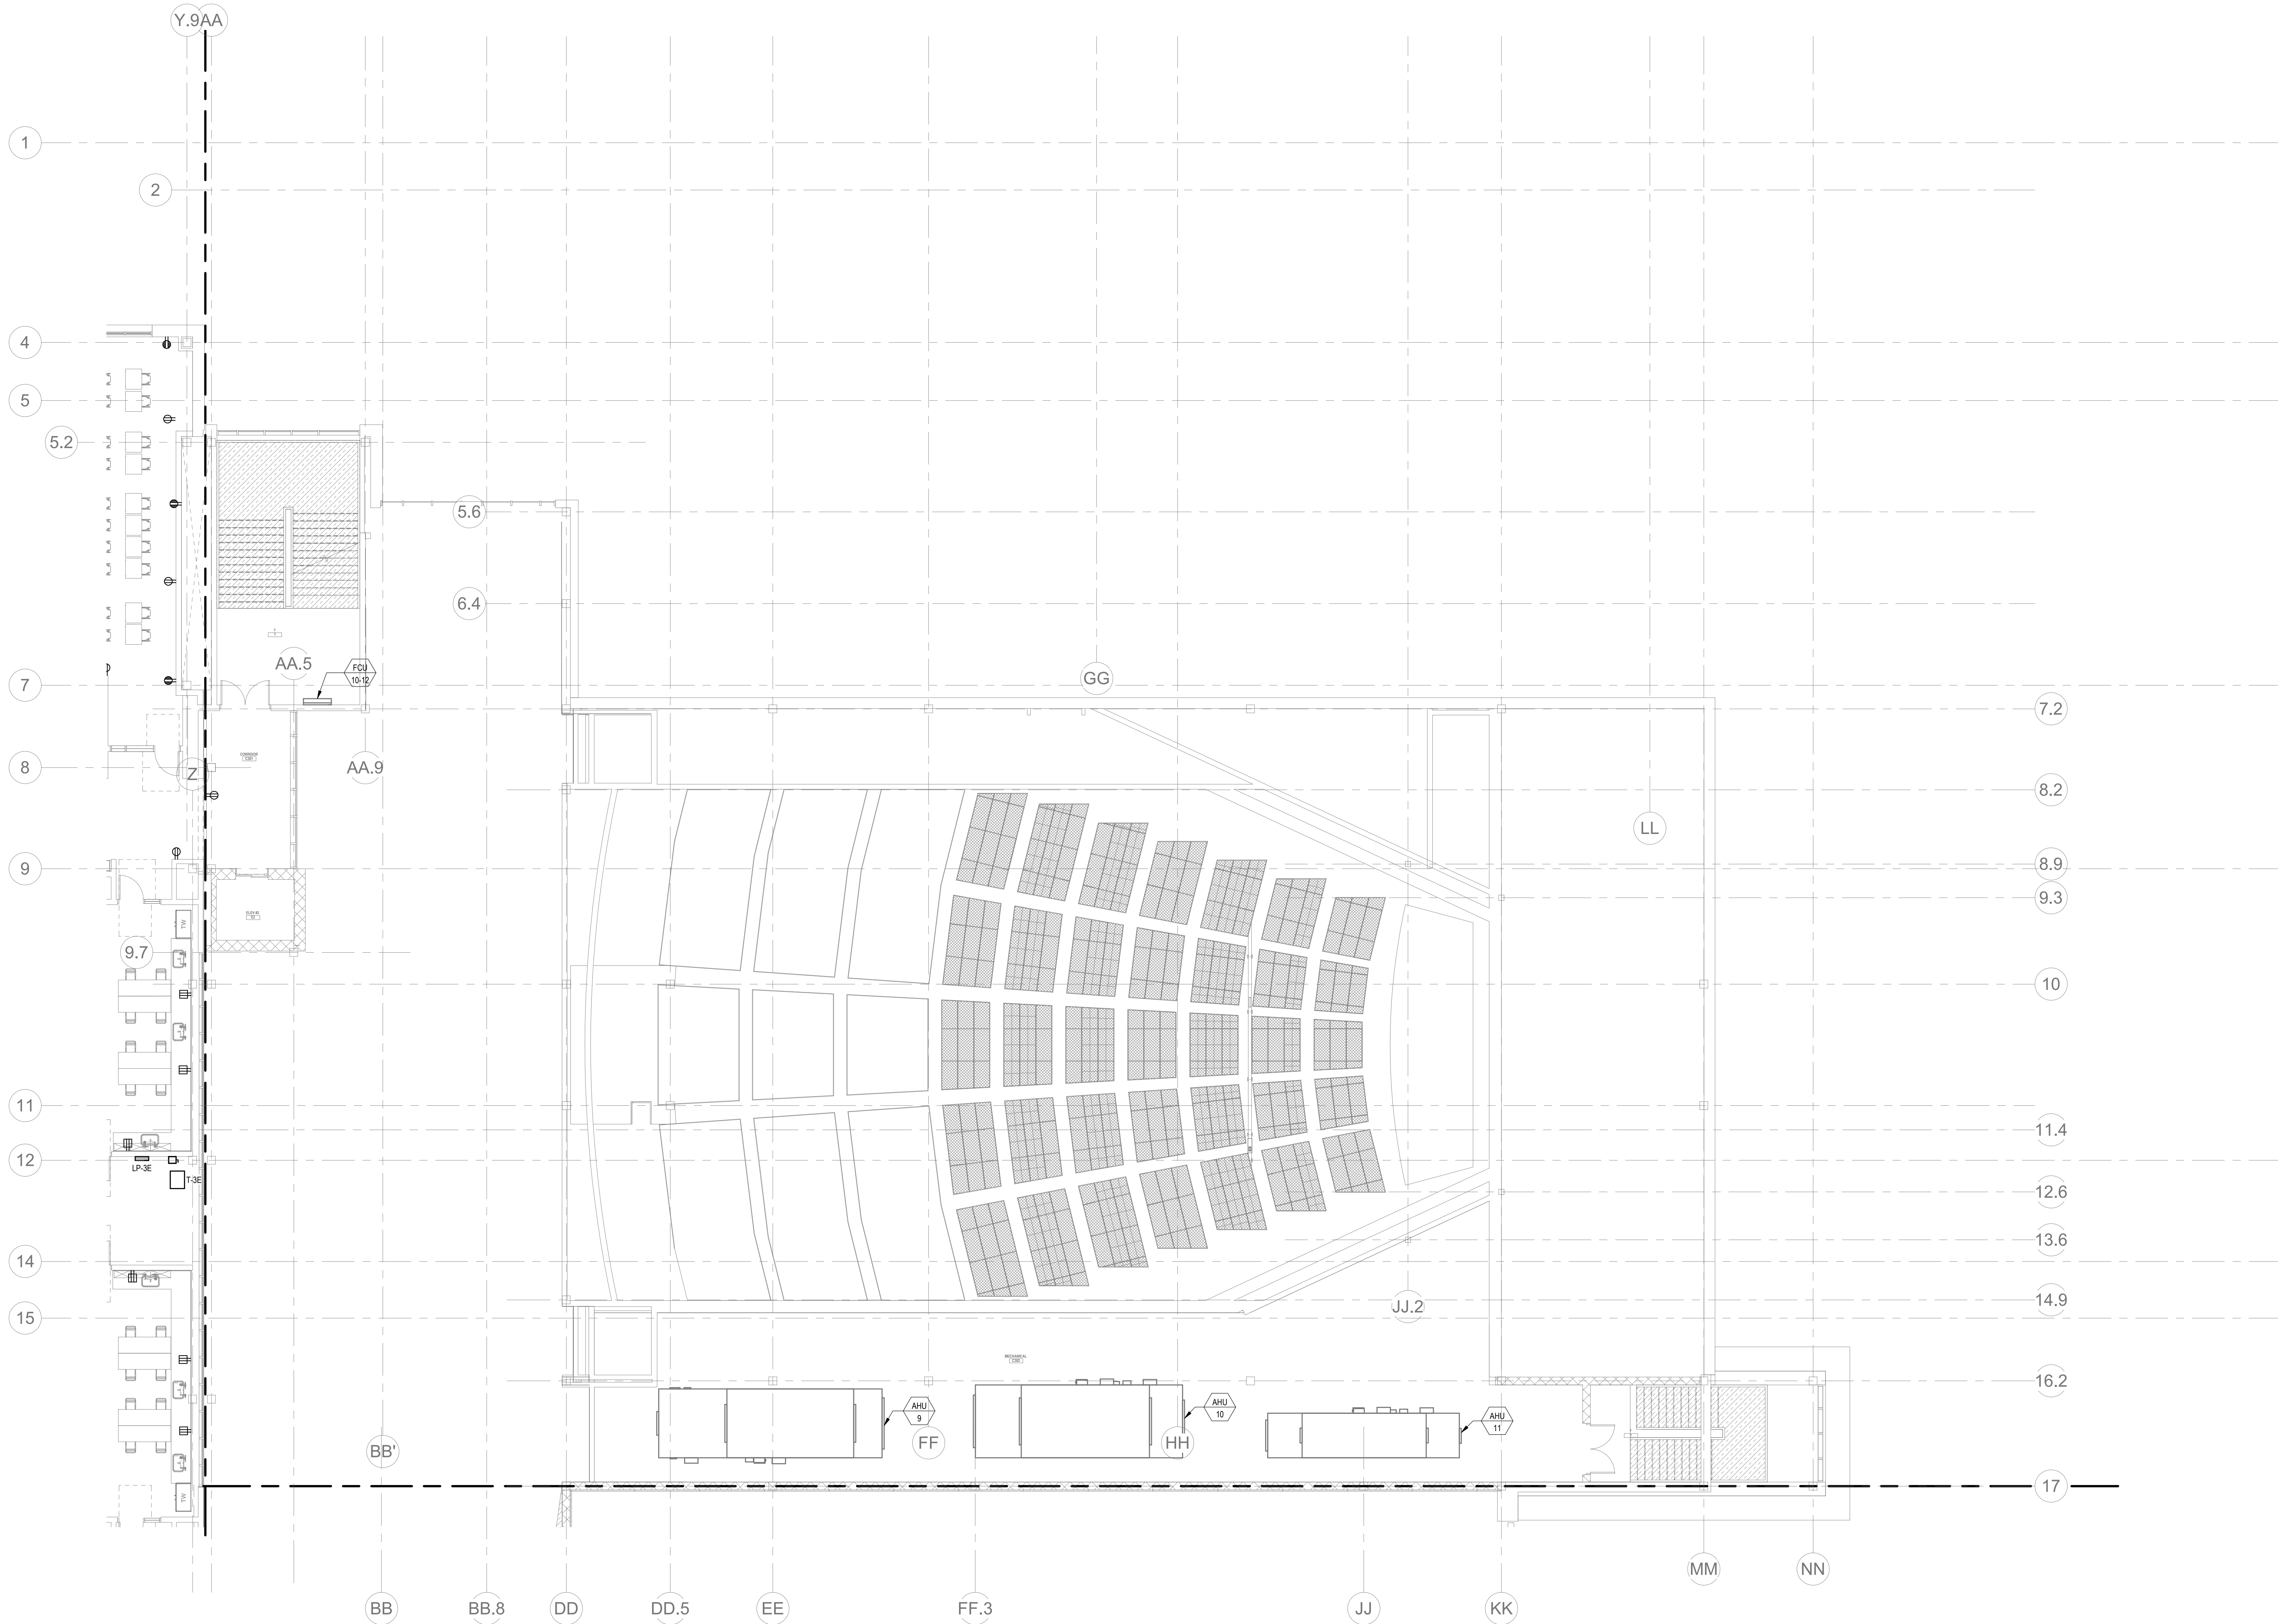 Y.9 AA
1
2
4
5
5.2
5.6
6.4
AA.5
FCU
10-12
7
GG
7.2
CORRIDOR
8
Z
AA.9
8.2
LL
8.9
9
9.3
TW
9.7
10
11
11.4
12
LP-3E
T-3E
12.6
13.6
14
14.9
JJ.2
15
MECHANICAL
16.2
AHU
9
AHU
10
AHU
11
BB'
FF
HH
TW
17
MM
NN
BB
BB.8
DD
DD.5
EE
FF.3
JJ
KK